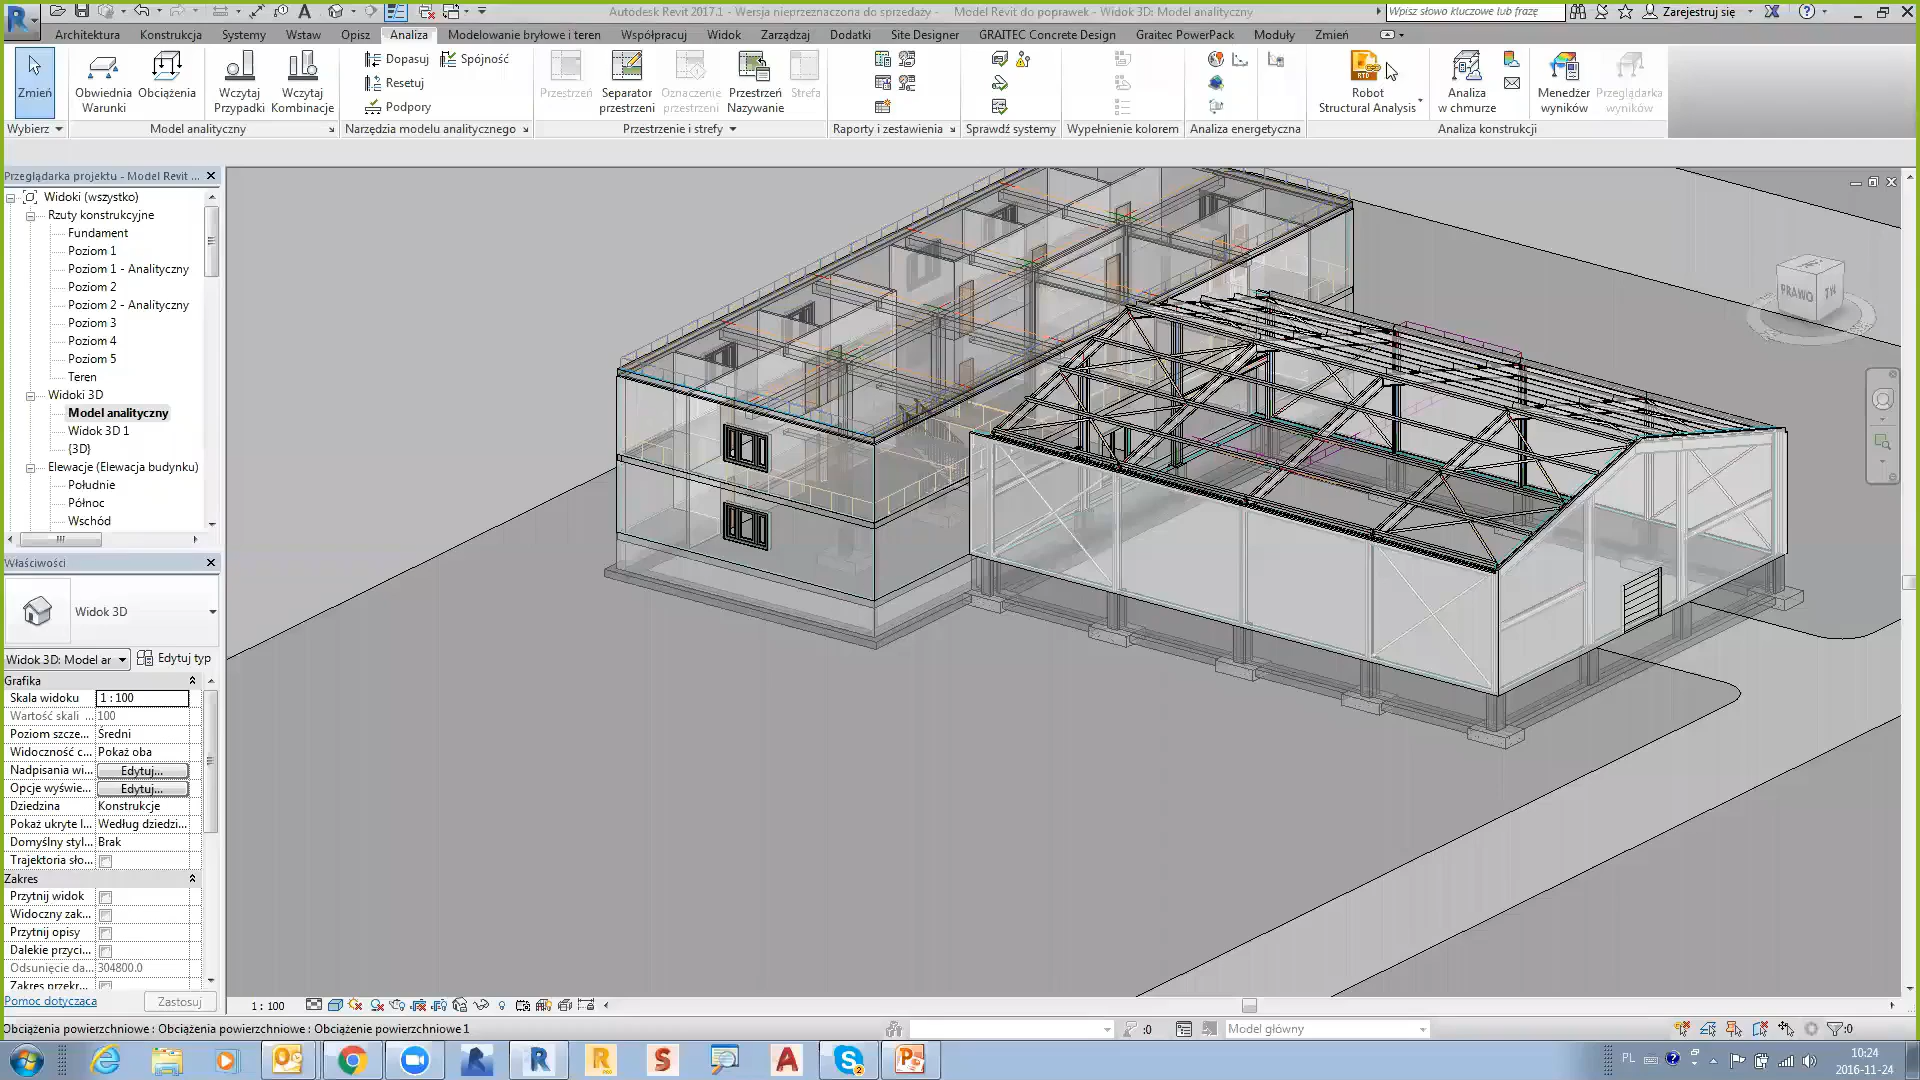 Autodesk Revit 2017.1 - Wersja nieprzeznaczona do sprzedaży - Model Revit do poprawek - Widok 3D: Model analityczny
Wpisz słowo kluczowe lub frazę
Zarejestruj się
Architektura Konstrukcja Systemy Wstaw Opisz Analiza Modelowanie bryłowe i teren Współpracuj Widok Zarządzaj Dodatki Site Designer GRAITEC Concrete Design Graitec PowerPack Moduły Zmień
Zmień
Obwiednia Warunki
Obciążenia
Wczytaj Przypadki
Wczytaj Kombinacje
Dopasuj
Spójność
Resetuj
Podpory
Przestrzeń
Separator przestrzeni
Oznaczenie przestrzeni
Przestrzeń Nazywanie
Strefa
Robot Structural Analysis
Analiza w chmurze
Menedżer wyników
Przeglądarka wyników
Wybierz
Model analityczny
Narzędzia modelu analitycznego
Przestrzenie i strefy
Raporty i zestawienia
Sprawdź systemy
Wypełnienie kolorem
Analiza energetyczna
Analiza konstrukcji
Przeglądarka projektu - Model Revit ...
Widoki (wszystko)
Rzuty konstrukcyjne
Fundament
Poziom 1
Poziom 1 - Analityczny
Poziom 2
Poziom 2 - Analityczny
Poziom 3
Poziom 4
Poziom 5
Teren
Widoki 3D
Model analityczny
Widok 3D 1
{3D}
Elewacje (Elewacja budynku)
Południe
Północ
Wschód
Właściwości
Widok 3D
Widok 3D: Model ar
Edytuj typ
Grafika
Skala widoku 1 : 100
Wartość skali ... 100
Poziom szcze... Średni
Widoczność c... Pokaż oba
Nadpisania wi... Edytuj...
Opcje wyświe... Edytuj...
Dziedzina Konstrukcje
Pokaż ukryte l... Według dziedzi...
Domyślny styl... Brak
Trajektoria sło...
Zakres
Przytnij widok
Widoczny zak...
Przytnij opisy
Dalekie przyci...
Odsunięcie da... 304800.0
Zakres przekr...
Pomoc dotycząca
Zastosuj
PRAWO
1 : 100
Obciążenia powierzchniowe : Obciążenia powierzchniowe : Obciążenie powierzchniowe 1
:0
Model główny
:0
PL
10:24
2016-11-24